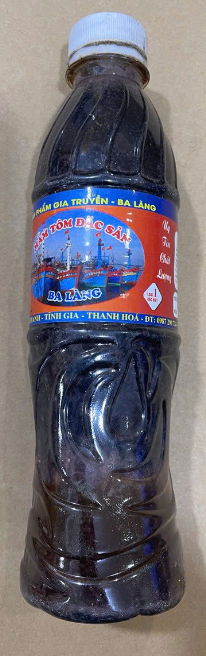 PHẨM GIA TRUYỀN - BA LÀNG
MẮM TÔM ĐẶC SẢN
BA LÀNG
Uy
Tín
Chất
Lượng
TĨNH GIA - THANH HOÁ - ĐT: